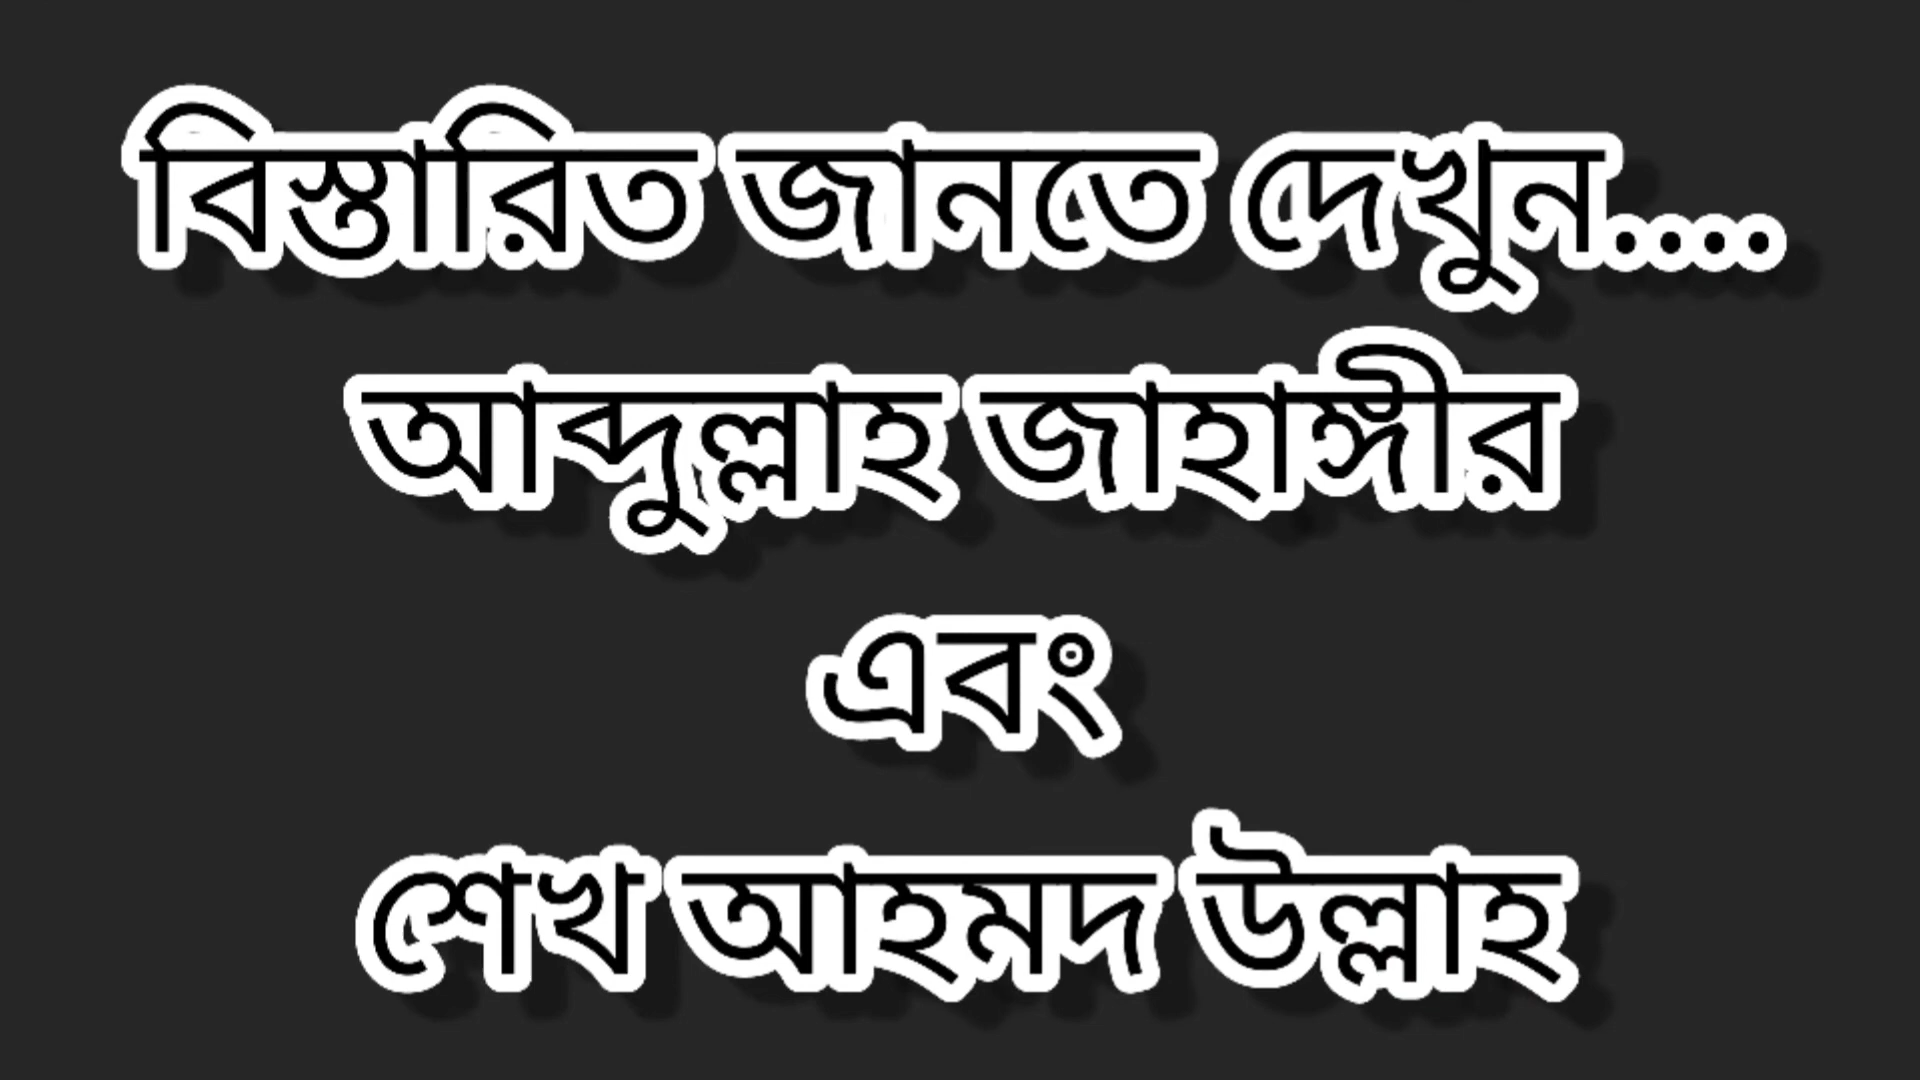 বিস্তারিত জানতে দেখুন....
আব্দুল্লাহ জাহাঙ্গীর
এবং
শেখ আহমদ উল্লাহ